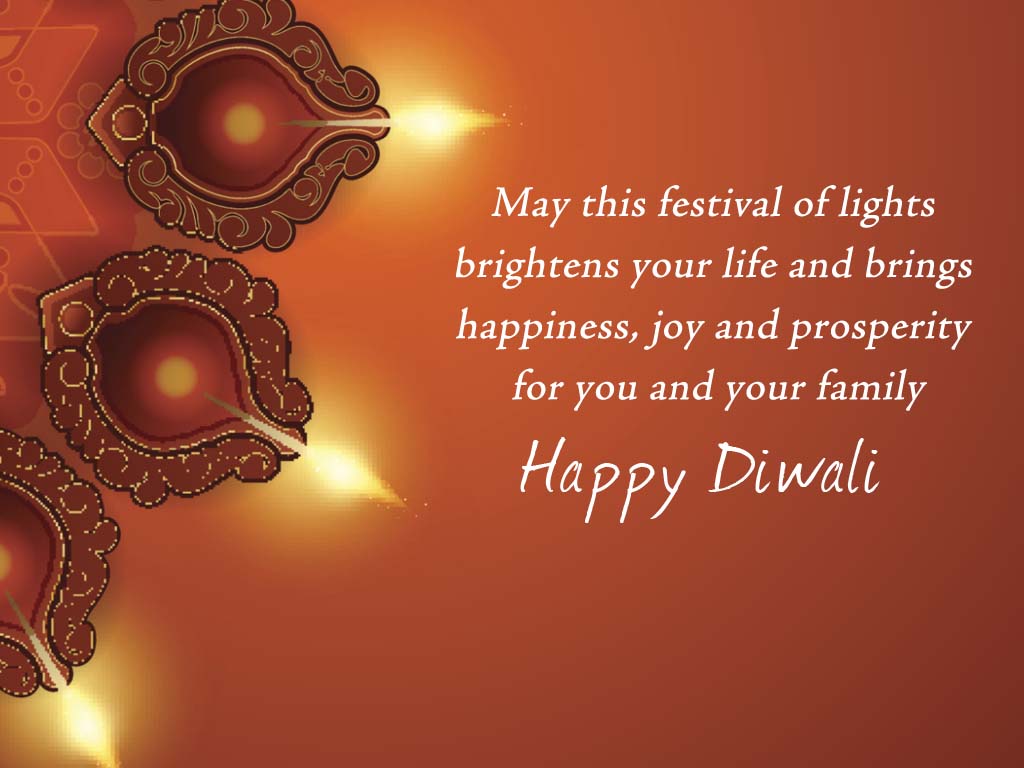 May this festival of lights
brightens your life and brings
happiness, joy and prosperity
for you and your family
Happy Diwali